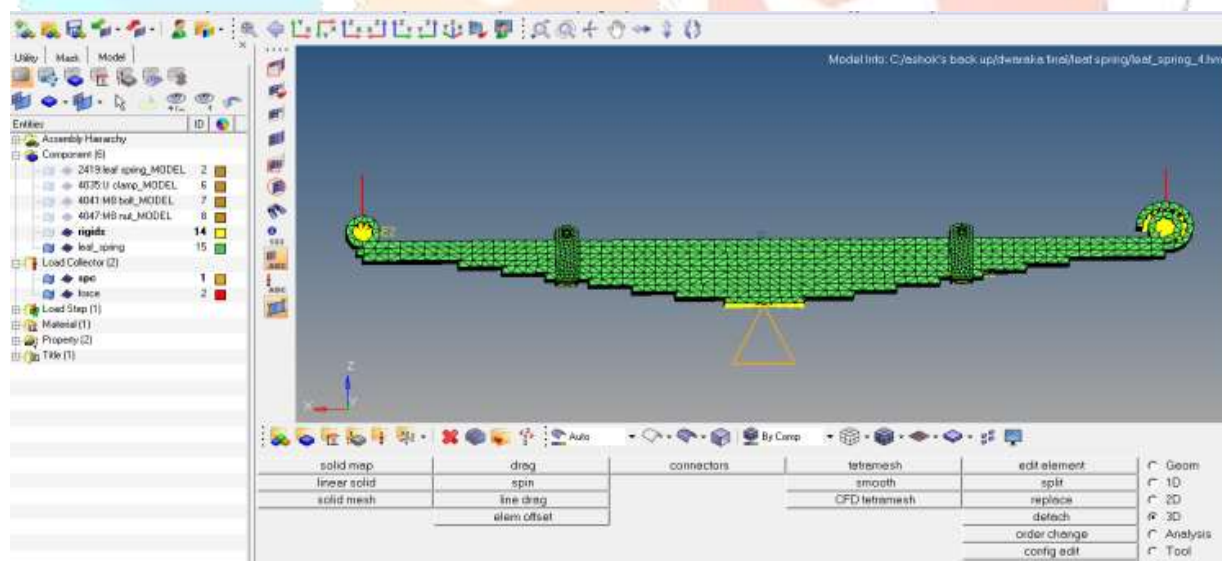 Utility Mask Model
Model Info: C:/ashok's back up/dwaraka final/leaf spring/leaf_spring_4.hm
Entities ID
Assembly Hierarchy
Component (6)
2419:leaf spring_MODEL 2
4035:U clamp_MODEL 6
4041:M8 bolt_MODEL 7
4047:M8 nut_MODEL 8
rigids 14
leaf_spring 15
Load Collector (2)
spc 1
force 2
Load Step (1)
Material (1)
Property (2)
Title (1)
Z
X
Y
Auto By Comp
solid map drag connectors tetramesh edit element Geom
linear solid spin smooth split 1D
solid mesh line drag CFD tetramesh replace 2D
elem offset detach 3D
order change Analysis
config edit Tool